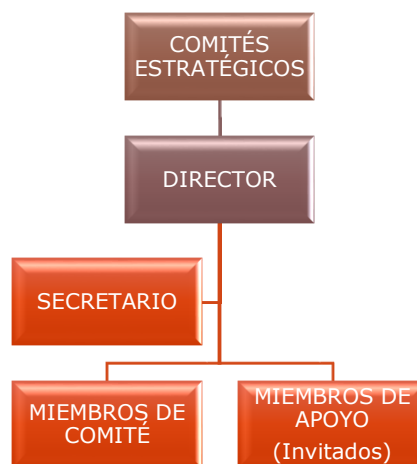 COMITÉS
ESTRATÉGICOS
DIRECTOR
SECRETARIO
MIEMBROS DE
COMITÉ
MIEMBROS DE
APOYO
(Invitados)